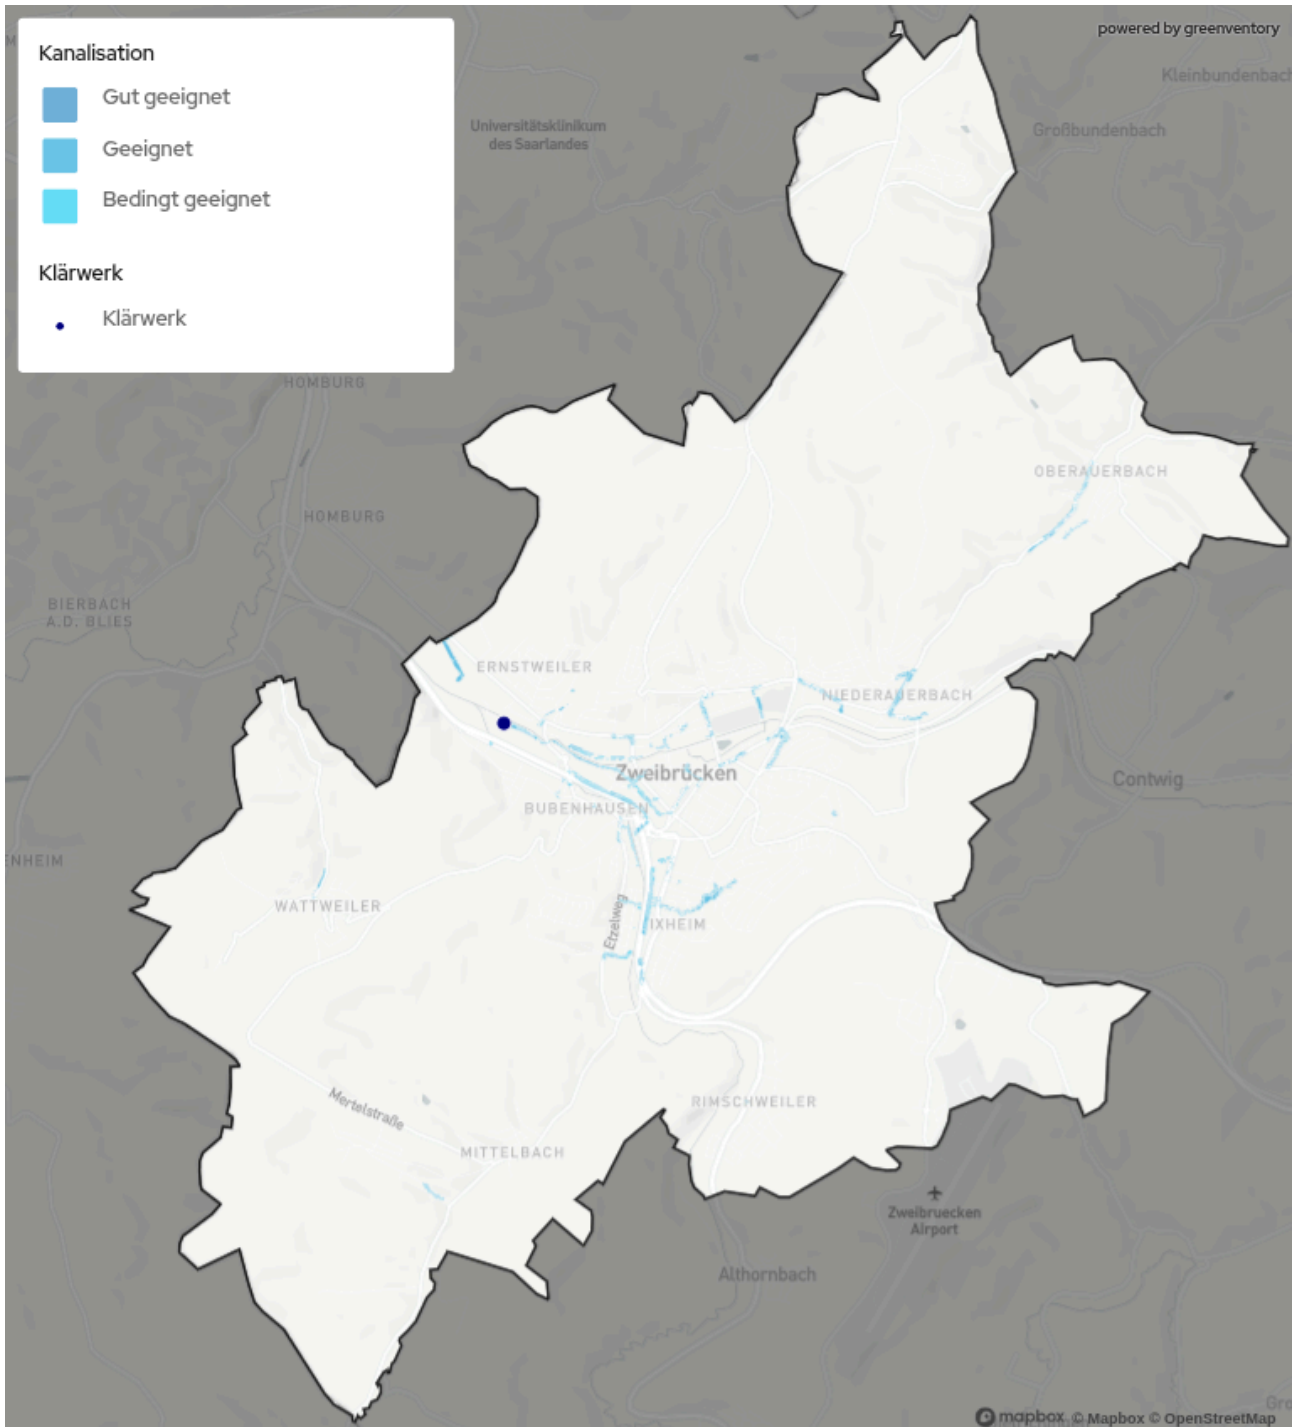 powered by greenventory
Kanalisation
Gut geeignet
Geeignet
Bedingt geeignet
Klärwerk
Klärwerk
Kleinbundenbach
Großbundenbach
Universitätsklinikum
des Saarlandes
HOMBURG
OBERAUERBACH
HOMBURG
BIERBACH
A.D. BLIES
ERNSTWEILER
NIEDERAUERBACH
Zweibrücken
Contwig
BUBENHAUSEN
ENHEIM
WATTWEILER
Etzelweg
IXHEIM
Mertelstraße
RIMSCHWEILER
MITTELBACH
Zweibruecken
Airport
Althornbach
Gro
mapbox © Mapbox © OpenStreetMap